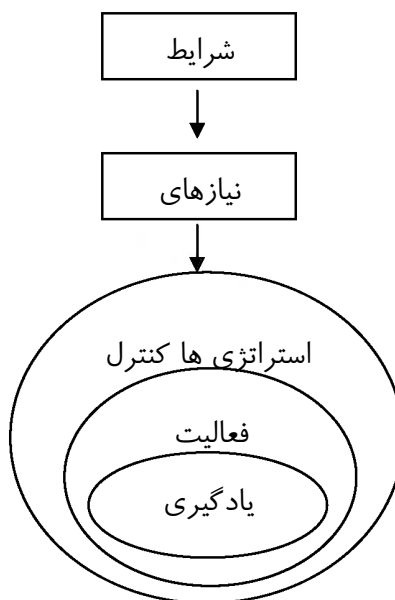 شرایط
نیازهای
استراتژی ها کنترل
فعالیت
یادگیری